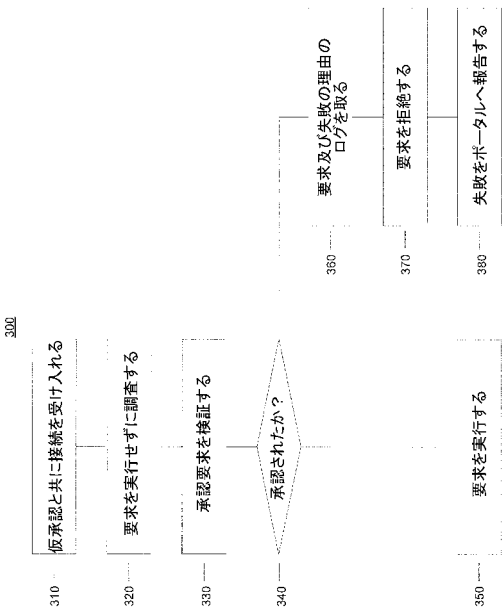 300
310
仮承認と共に接続を受け入れる
320
要求を実行せずに調査する
330
承認要求を検証する
340
承認されたか？
350
要求を実行する
360
要求及び失敗の理由の
ログを取る
370
要求を拒絶する
380
失敗をポータルへ報告する